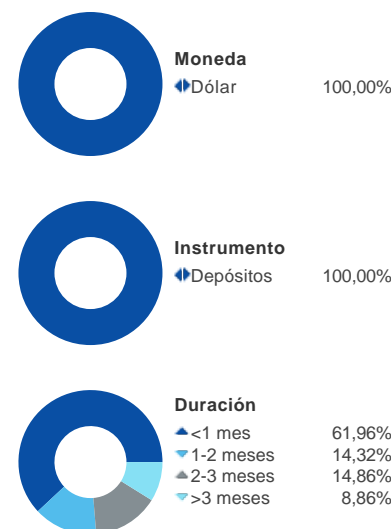 Moneda
Dólar 100,00%
Instrumento
Depósitos 100,00%
Duración
<1 mes 61,96%
1-2 meses 14,32%
2-3 meses 14,86%
>3 meses 8,86%